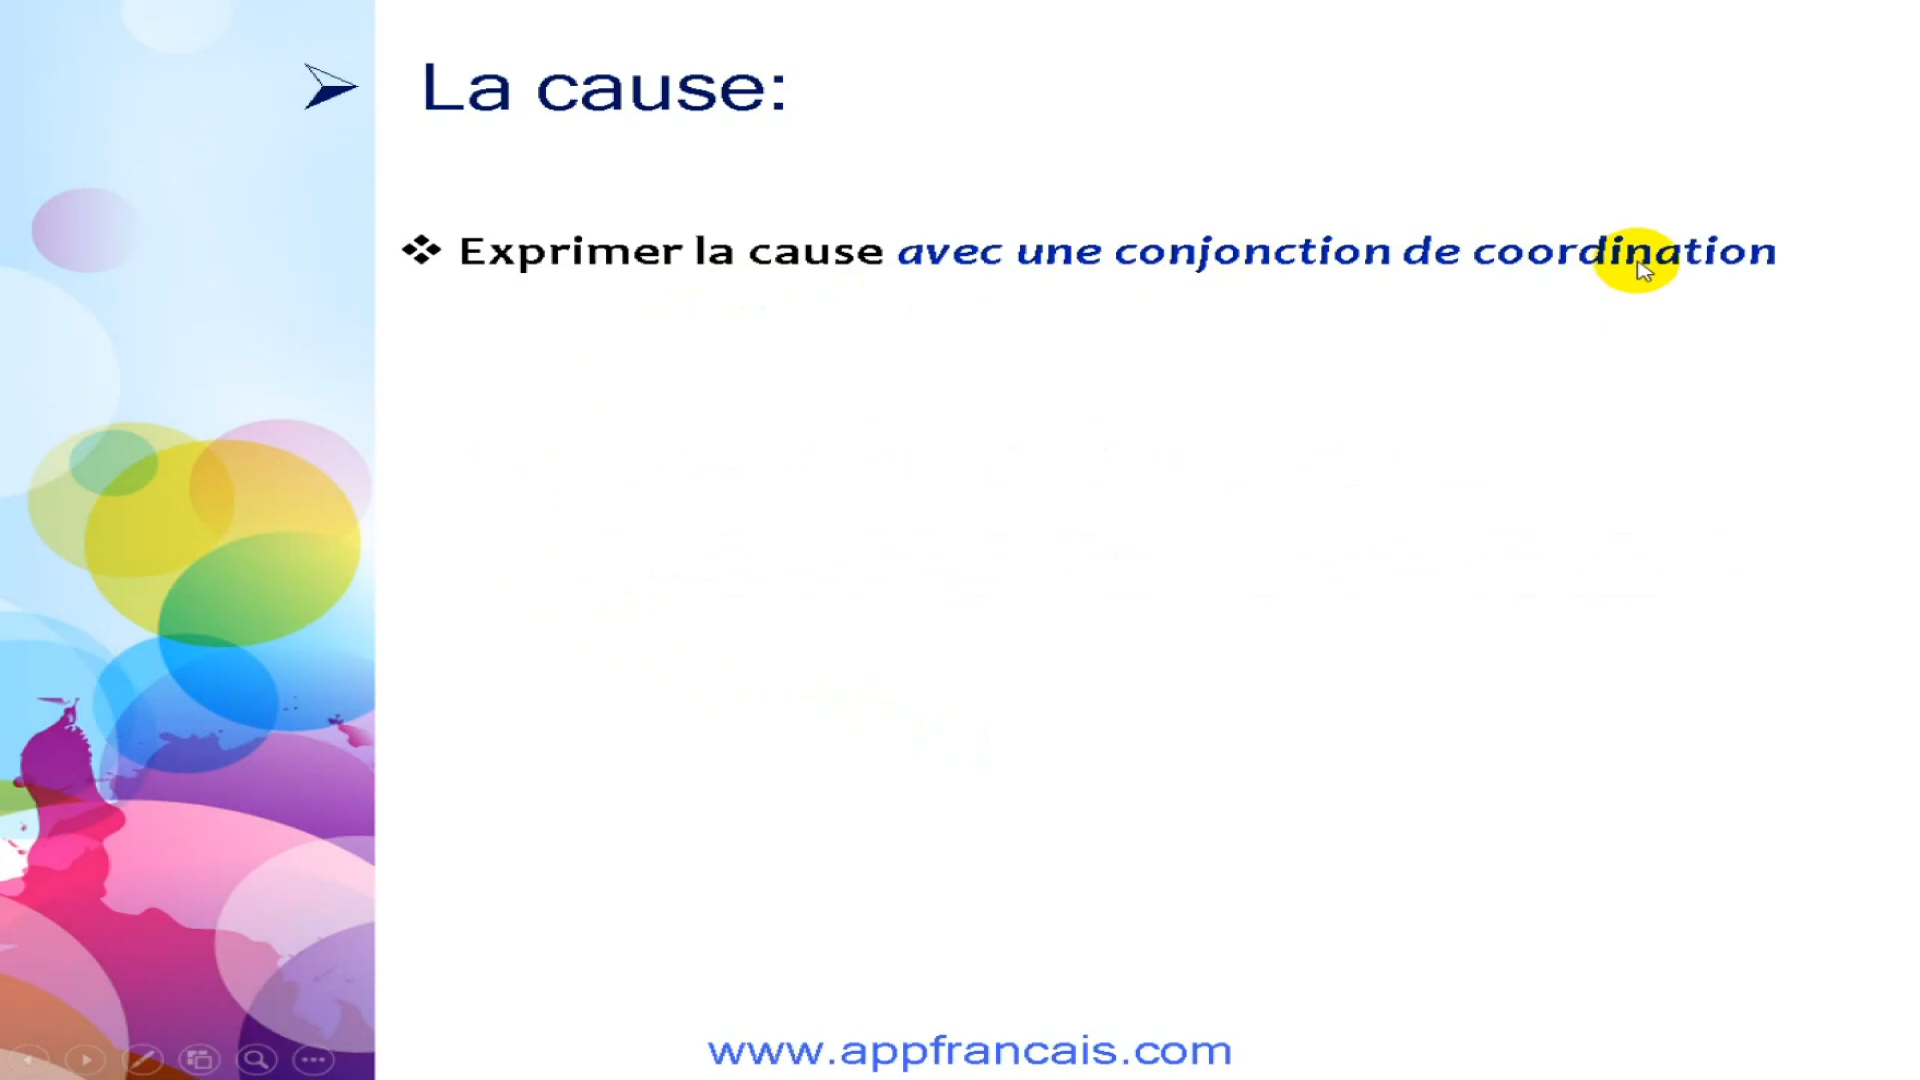 La cause:
Exprimer la cause avec une conjonction de coordination
www.appfrancais.com